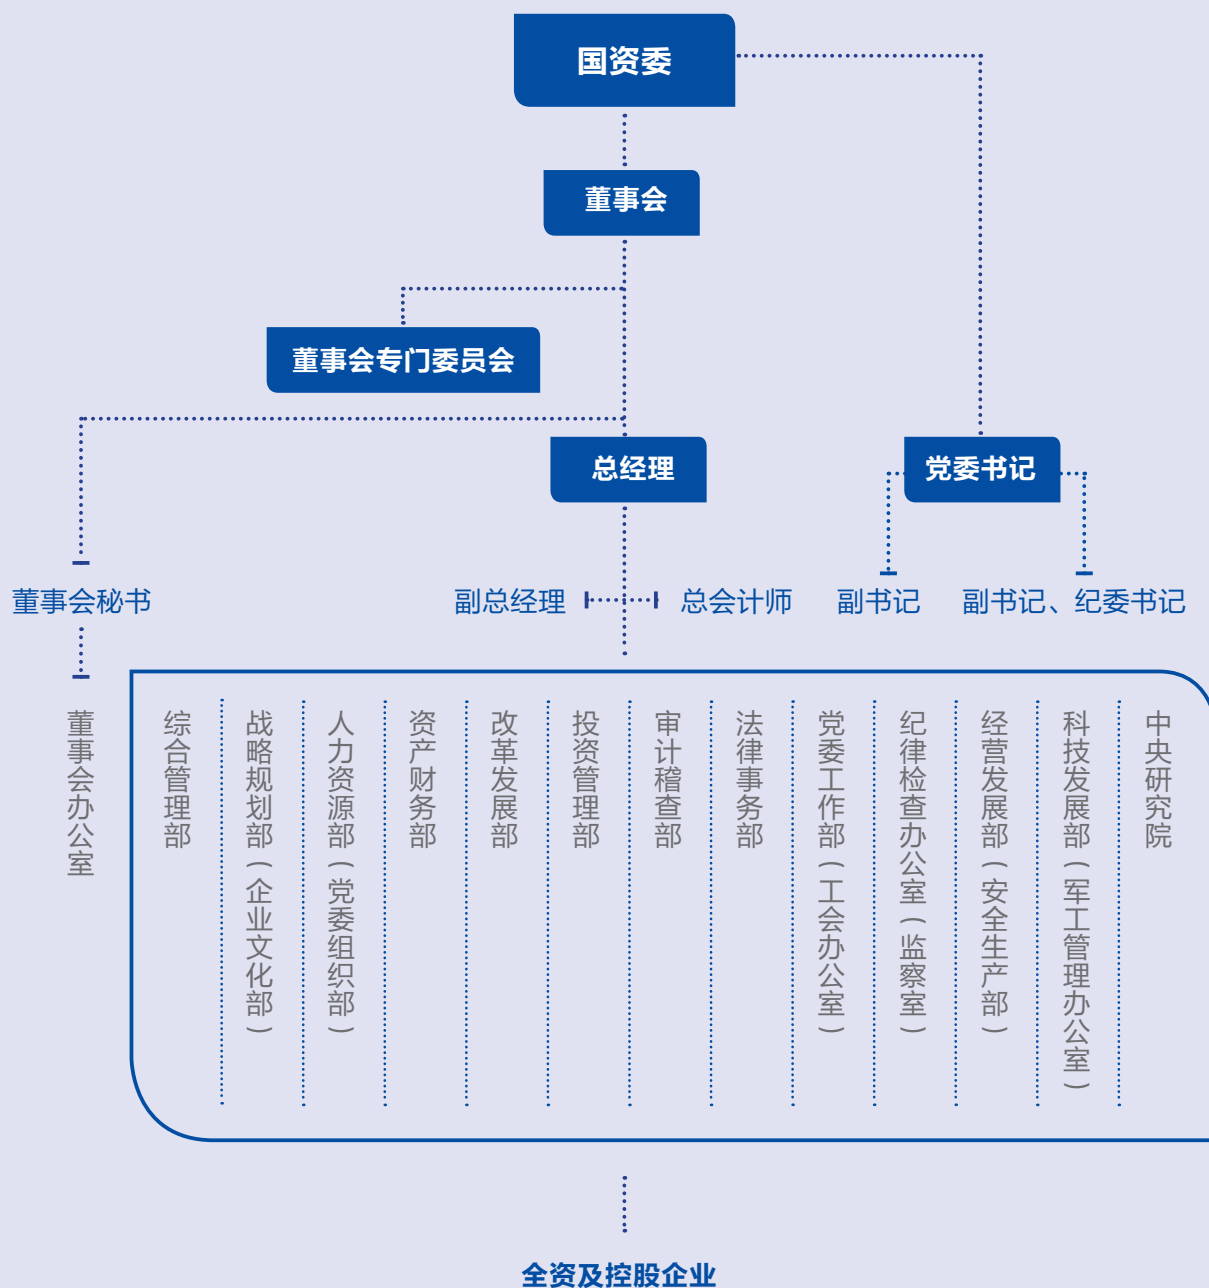 国资委
董事会
董事会专门委员会
总经理
党委书记
董事会秘书
副总经理
总会计师
副书记
副书记、纪委书记
董事会办公室
综合管理部
战略规划部(企业文化部)
人力资源部(党委组织部)
资产财务部
改革发展部
投资管理部
审计稽查部
法律事务部
党委工作部(工会办公室)
纪律检查办公室(监察室)
经营发展部(安全生产部)
科技发展部(军工管理办公室)
中央研究院
全资及控股企业